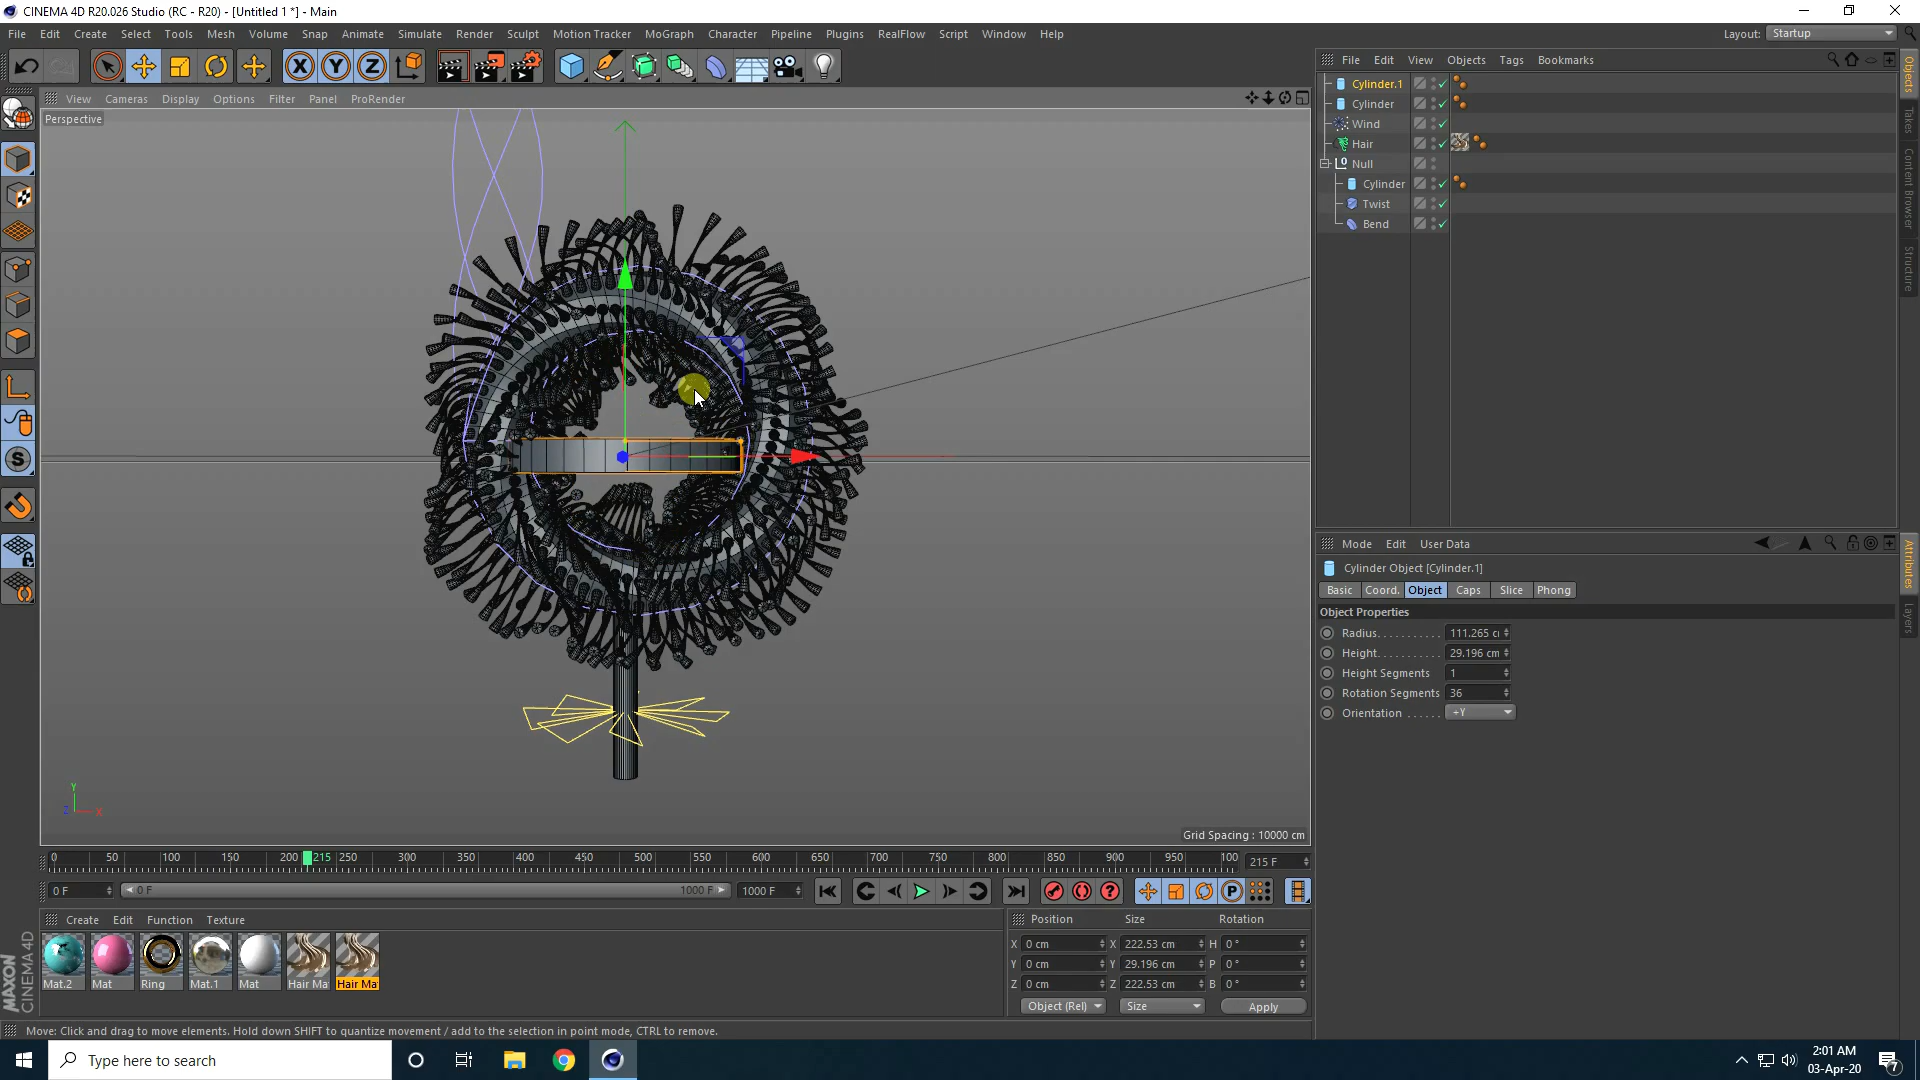 CINEMA 4D R20.026 Studio (RC - R20) - [Untitled 1 *] - Main
File Edit Create Select Tools Mesh Volume Snap Animate Simulate Render Sculpt Motion Tracker MoGraph Character Pipeline Plugins RealFlow Script Window Help
Layout: Startup
File Edit View Objects Tags Bookmarks
View Cameras Display Options Filter Panel ProRender
Perspective
Cylinder.1
Cylinder
Wind
Hair
Null
Cylinder
Twist
Bend
Objects
Takes
Content Browser
Structure
Mode Edit User Data
Cylinder Object [Cylinder.1]
Basic Coord. Object Caps Slice Phong
Object Properties
Radius. . . . . . . . . . 111.265 c
Height. . . . . . . . . . 29.196 cm
Height Segments 1
Rotation Segments 36
Orientation . . . . . . +Y
Attributes
Layers
Y
Z X
Grid Spacing : 10000 cm
0 50 100 150 200 215 250 300 350 400 450 500 550 600 650 700 750 800 850 900 950 100
215 F
0 F 0 F 1000 F 1000 F
Create Edit Function Texture
Mat.2 Mat Ring Mat.1 Mat Hair Ma Hair Ma
Position Size Rotation
X 0 cm X 222.53 cm H 0 °
Y 0 cm Y 29.196 cm P 0 °
Z 0 cm Z 222.53 cm B 0 °
Object (Rel) Size Apply
MAXON CINEMA 4D
Move: Click and drag to move elements. Hold down SHIFT to quantize movement / add to the selection in point mode, CTRL to remove.
Type here to search
2:01 AM
03-Apr-20
7